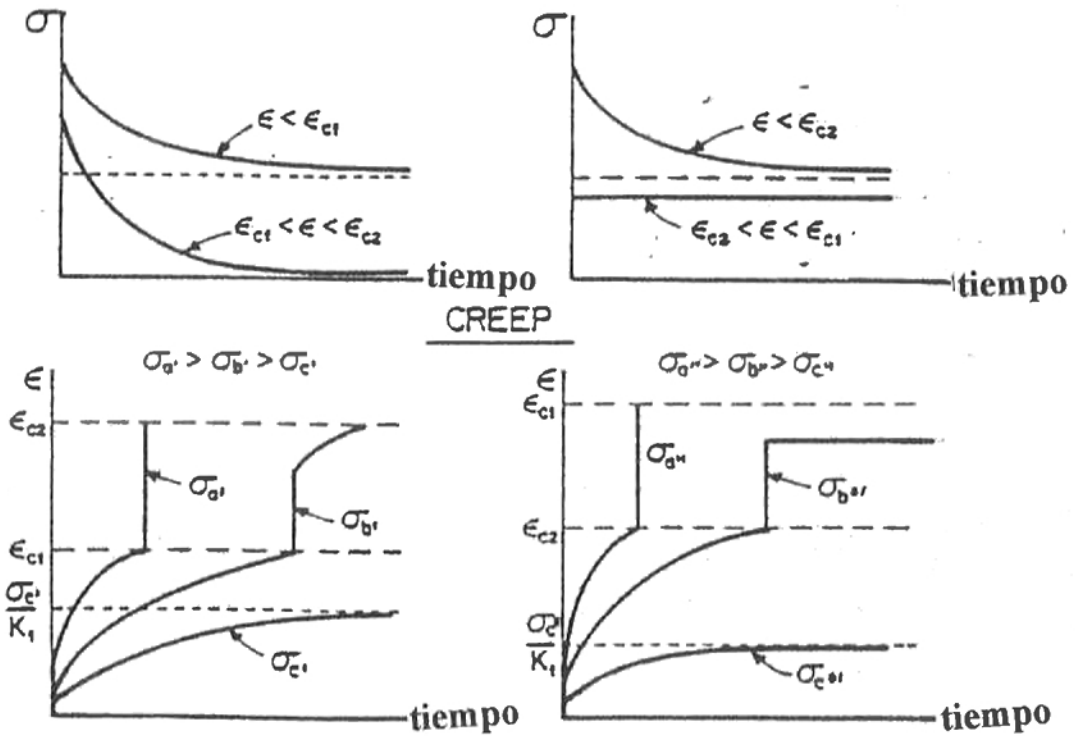 σ
ϵ < ϵc1
ϵc1 < ϵ < ϵc2
tiempo
σ
ϵ < ϵc2
ϵc2 < ϵ < ϵc1
tiempo
CREEP
σa' > σb' > σc'
ϵ
ϵc2
σa'
σb'
ϵc1
σc'
K1
σc'
tiempo
σa" > σb" > σc"
ϵ
ϵc1
σa"
σb"
ϵc2
K1
σc"
tiempo